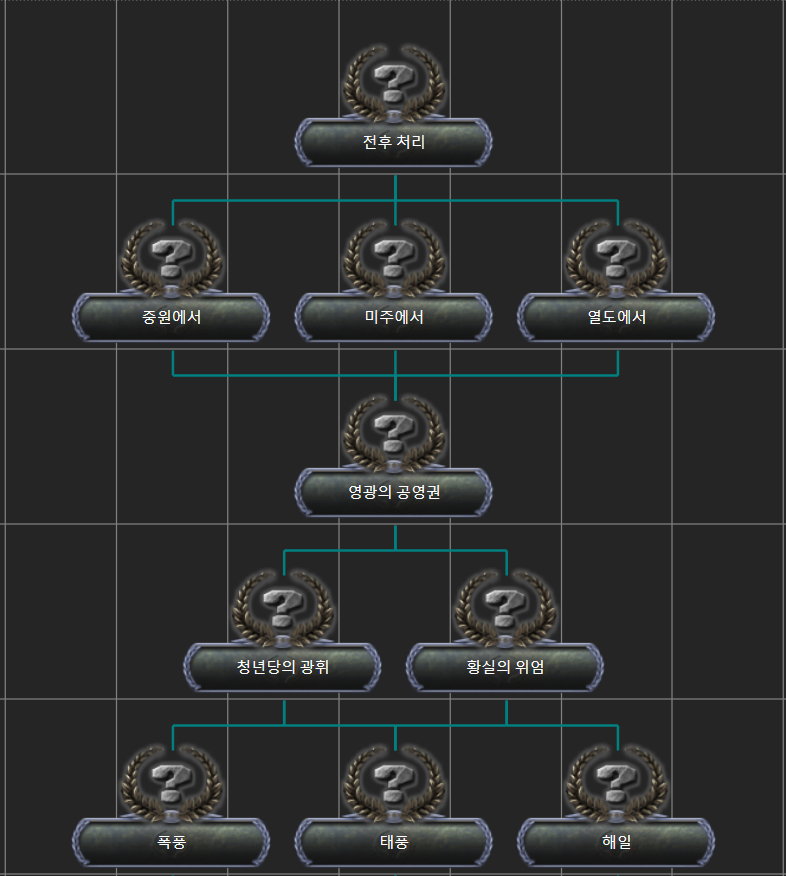 전후 처리
중원에서
미주에서
열도에서
영광의 공영권
청년당의 광휘
황실의 위엄
폭풍
태풍
해일